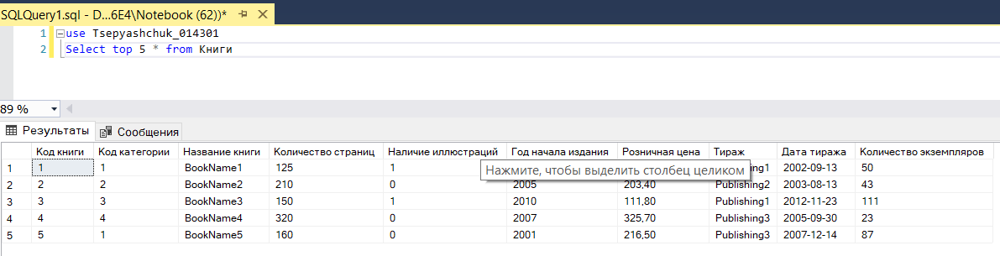 SQLQuery1.sql - D...6E4\Notebook (62))*
1 use Tsepyashchuk_014301
2 Select top 5 * from Книги
89 %
Результаты Сообщения
Код книги Код категории Название книги Количество страниц Наличие иллюстраций Год начала издания Розничная цена Тираж Дата тиража Количество экземпляров
1 1 1 BookName1 125 1 2002-09-13 50
Нажмите, чтобы выделить столбец целиком
2 2 2 BookName2 210 0 2005 203,40 Publishing2 2003-08-13 43
3 3 3 BookName3 150 1 2010 111,80 Publishing1 2012-11-23 111
4 4 4 BookName4 320 0 2007 325,70 Publishing3 2005-09-30 23
5 5 1 BookName5 160 0 2001 216,50 Publishing3 2007-12-14 87